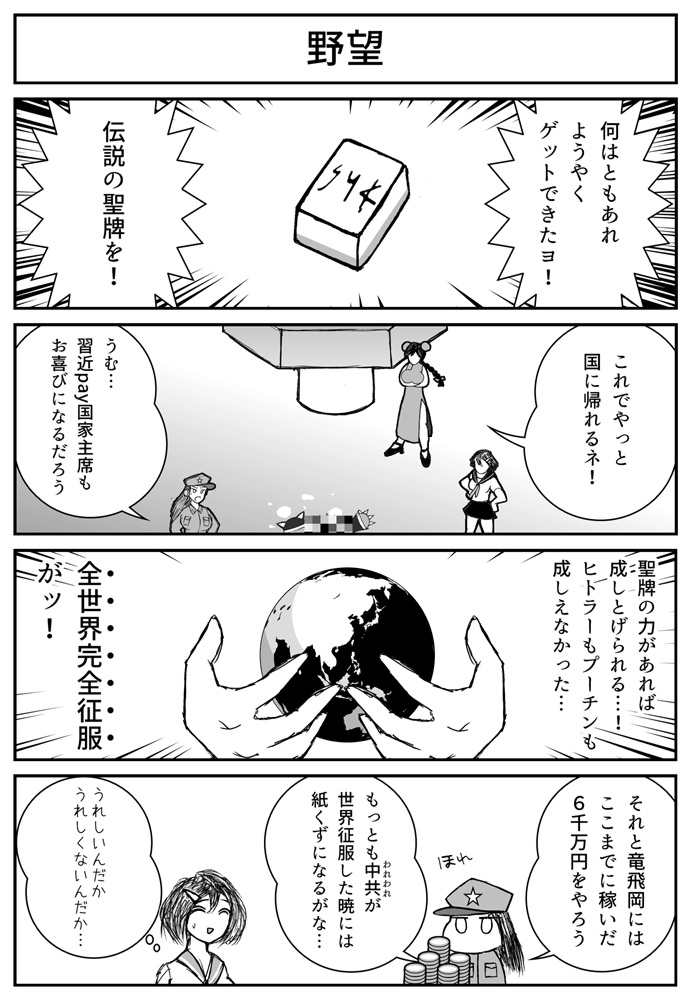 野望
何はともあれ
ようやく
ゲットできたヨ！
伝説の聖牌を！
これでやっと
国に帰れるネ！
うむ…
習近pay国家主席も
お喜びになるだろう
聖牌の力があれば
成しとげられる…！
ヒトラーもプーチンも
成しえなかった…
全世界完全征服
がッ！
それと竜飛岡には
ここまでに稼いだ
６千万円をやろう
ほれ
もっとも中共が
われわれ
世界征服した暁には
紙くずになるがな…
うれしいんだか
うれしくないんだか…